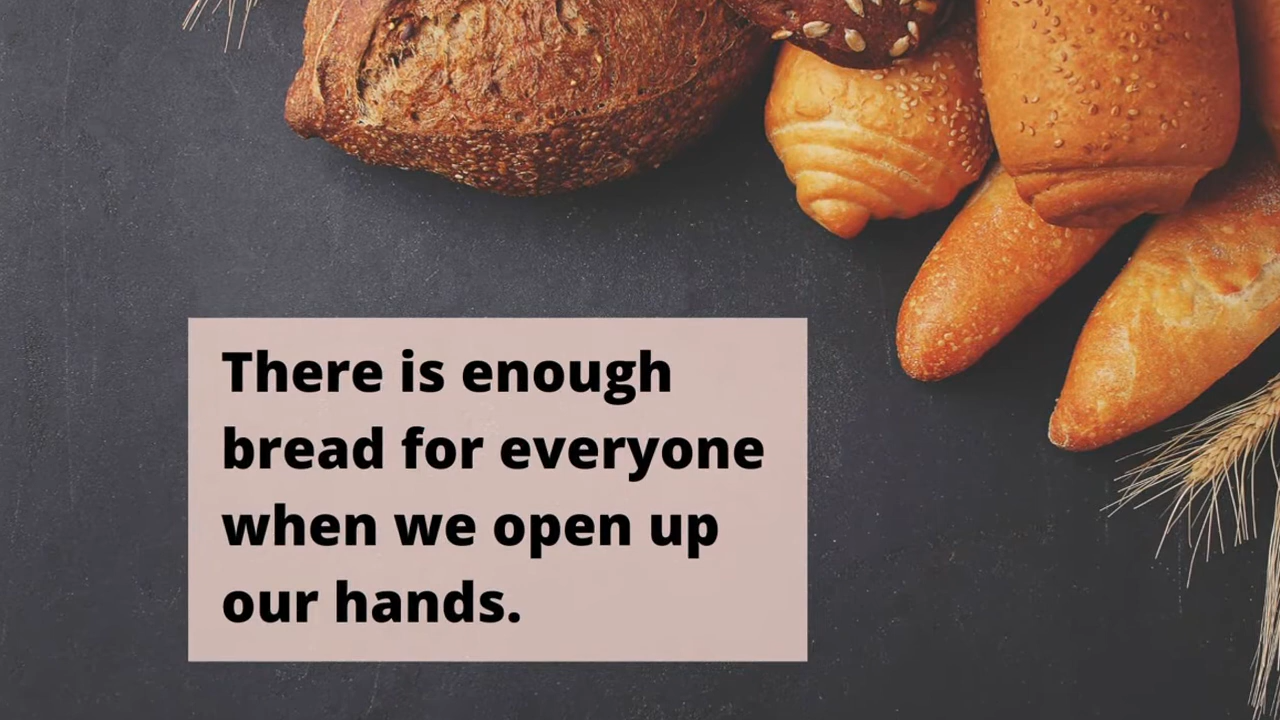 There is enough
bread for everyone
when we open up
our hands.